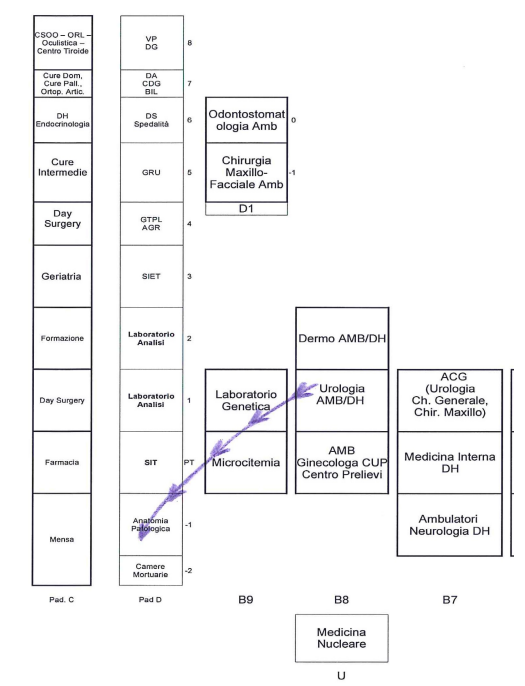 CSOO – ORL –
Oculistica –
Centro Tiroide
Cure Dom,
Cure Pall.,
Ortop. Artic.
DH
Endocrinologia
Cure
Intermedie
Day
Surgery
Geriatria
Formazione
Day Surgery
Farmacia
Mensa
Pad. C
VP
DG
8
DA
CDG
BIL
7
DS
Spedalità
6
GRU
5
GTPL
AGR
4
SIET
3
Laboratorio
Analisi
2
Laboratorio
Analisi
1
SIT
PT
Anatomia
Patologica
-1
Camere
Mortuarie
-2
Pad D
Odontostomat
ologia Amb
0
Chirurgia
Maxillo-
Facciale Amb
-1
D1
Laboratorio
Genetica
Microcitemia
B9
Dermo AMB/DH
Urologia
AMB/DH
AMB
Ginecologa CUP
Centro Prelievi
B8
ACG
(Urologia
Ch. Generale,
Chir. Maxillo)
Medicina Interna
DH
Ambulatori
Neurologia DH
B7
Medicina
Nucleare
U